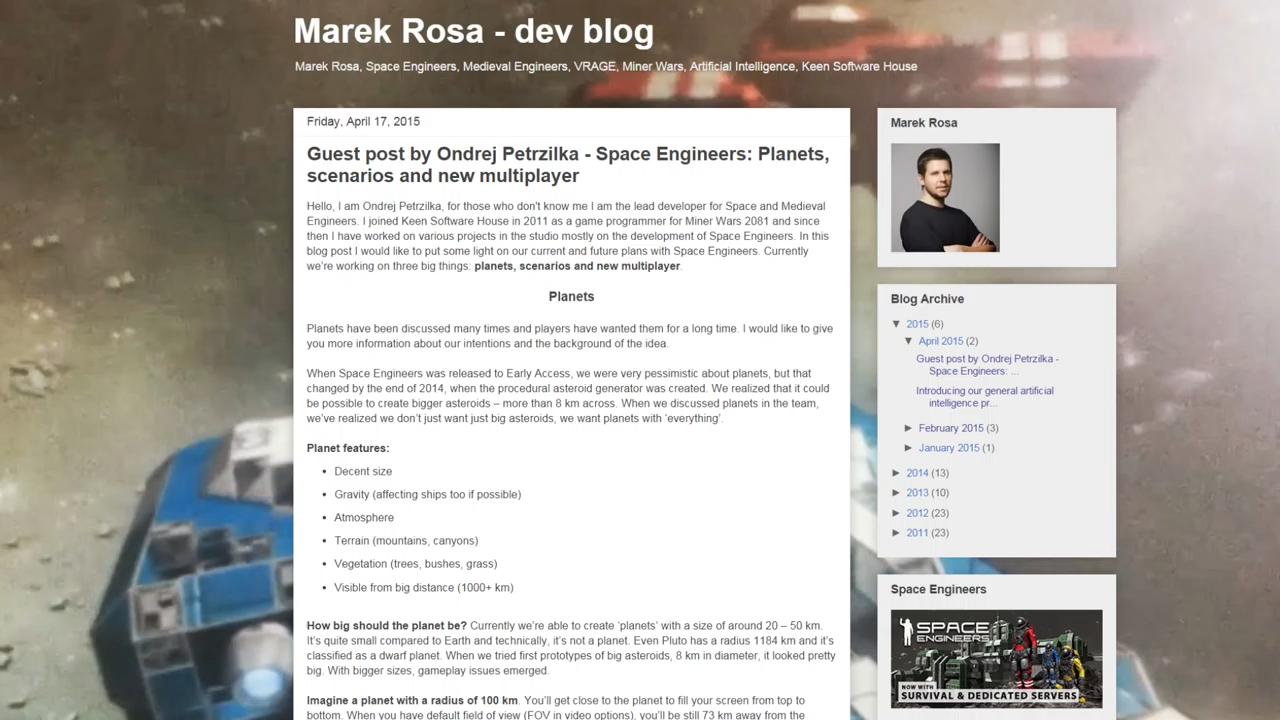 Marek Rosa - dev blog
Marek Rosa, Space Engineers, Medieval Engineers, VRAGE, Miner Wars, Artificial Intelligence, Keen Software House
Friday, April 17, 2015
Guest post by Ondrej Petrzilka - Space Engineers: Planets,
scenarios and new multiplayer
Hello, I am Ondrej Petrzilka, for those who don't know me I am the lead developer for Space and Medieval
Engineers. I joined Keen Software House in 2011 as a game programmer for Miner Wars 2081 and since
then I have worked on various projects in the studio mostly on the development of Space Engineers. In this
blog post I would like to put some light on our current and future plans with Space Engineers. Currently
we're working on three big things: planets, scenarios and new multiplayer.
Planets
Planets have been discussed many times and players have wanted them for a long time. I would like to give
you more information about our intentions and the background of the idea.
When Space Engineers was released to Early Access, we were very pessimistic about planets, but that
changed by the end of 2014, when the procedural asteroid generator was created. We realized that it could
be possible to create bigger asteroids – more than 8 km across. When we discussed planets in the team,
we've realized we don't just want just big asteroids, we want planets with 'everything'.
Planet features:
• Decent size
• Gravity (affecting ships too if possible)
• Atmosphere
• Terrain (mountains, canyons)
• Vegetation (trees, bushes, grass)
• Visible from big distance (1000+ km)
How big should the planet be? Currently we're able to create 'planets' with a size of around 20 – 50 km.
It's quite small compared to Earth and technically, it's not a planet. Even Pluto has a radius 1184 km and it's
classified as a dwarf planet. When we tried first prototypes of big asteroids, 8 km in diameter, it looked pretty
big. With bigger sizes, gameplay issues emerged.
Imagine a planet with a radius of 100 km. You'll get close to the planet to fill your screen from top to
bottom. When you have default field of view (FOV in video options), you'll be still 73 km away from the
Marek Rosa
Blog Archive
▼ 2015 (6)
▼ April 2015 (2)
Guest post by Ondrej Petrzilka -
Space Engineers: ...
Introducing our general artificial
intelligence pr...
► February 2015 (3)
► January 2015 (1)
► 2014 (13)
► 2013 (10)
► 2012 (23)
► 2011 (23)
Space Engineers
SPACE
ENGINEERS
NOW WITH
SURVIVAL & DEDICATED SERVERS